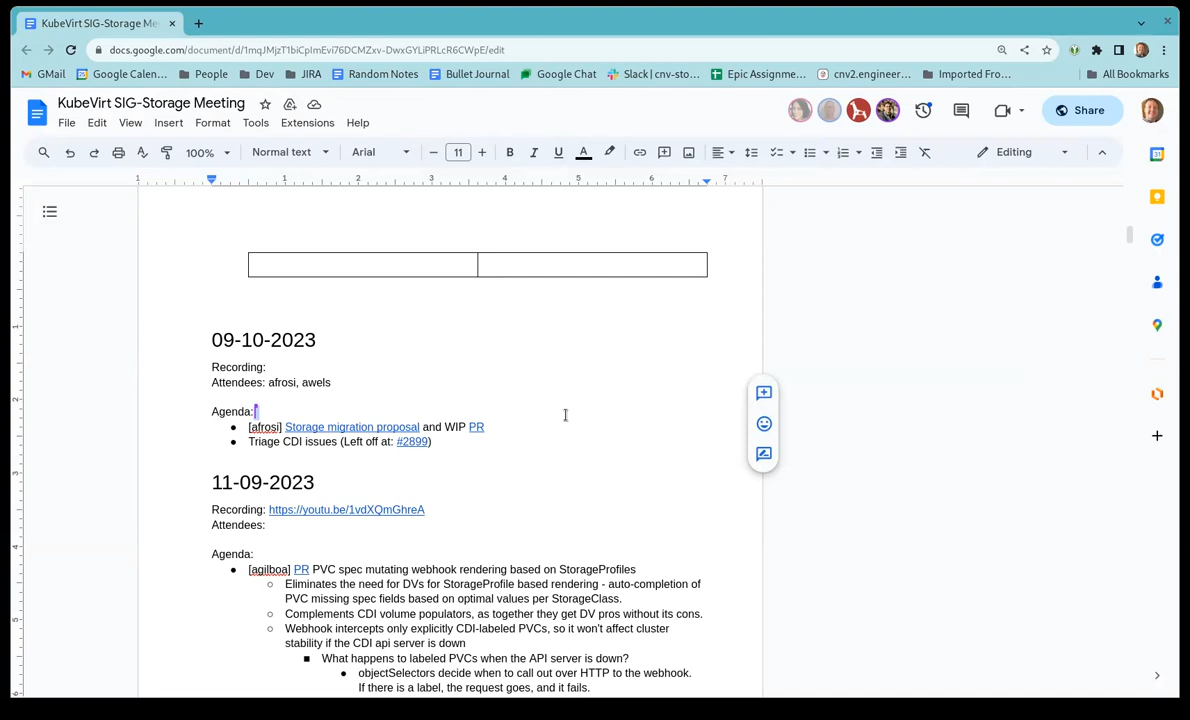 KubeVirt SIG-Storage Me
docs.google.com/document/d/1mqJMjzT1biCpImEvi76DCMZxv-DwxGYLiPRLcR6CWpE/edit
GMail
Google Calen...
People
Dev
JIRA
Random Notes
Bullet Journal
Google Chat
Slack | cnv-sto...
Epic Assignme...
cnv2.engineer...
Imported Fro...
All Bookmarks
KubeVirt SIG-Storage Meeting
File Edit View Insert Format Tools Extensions Help
Share
100% Normal text Arial 11 Editing
1 1 2 3 4 5 6 7
09-10-2023
Recording:
Attendees: afrosi, awels
Agenda:
● [afrosi] Storage migration proposal and WIP PR
● Triage CDI issues (Left off at: #2899)
11-09-2023
Recording: https://youtu.be/1vdXQmGhreA
Attendees:
Agenda:
● [agilboa] PR PVC spec mutating webhook rendering based on StorageProfiles
○ Eliminates the need for DVs for StorageProfile based rendering - auto-completion of
PVC missing spec fields based on optimal values per StorageClass.
○ Complements CDI volume populators, as together they get DV pros without its cons.
○ Webhook intercepts only explicitly CDI-labeled PVCs, so it won't affect cluster
stability if the CDI api server is down
■ What happens to labeled PVCs when the API server is down?
● objectSelectors decide when to call out over HTTP to the webhook.
If there is a label, the request goes, and it fails.